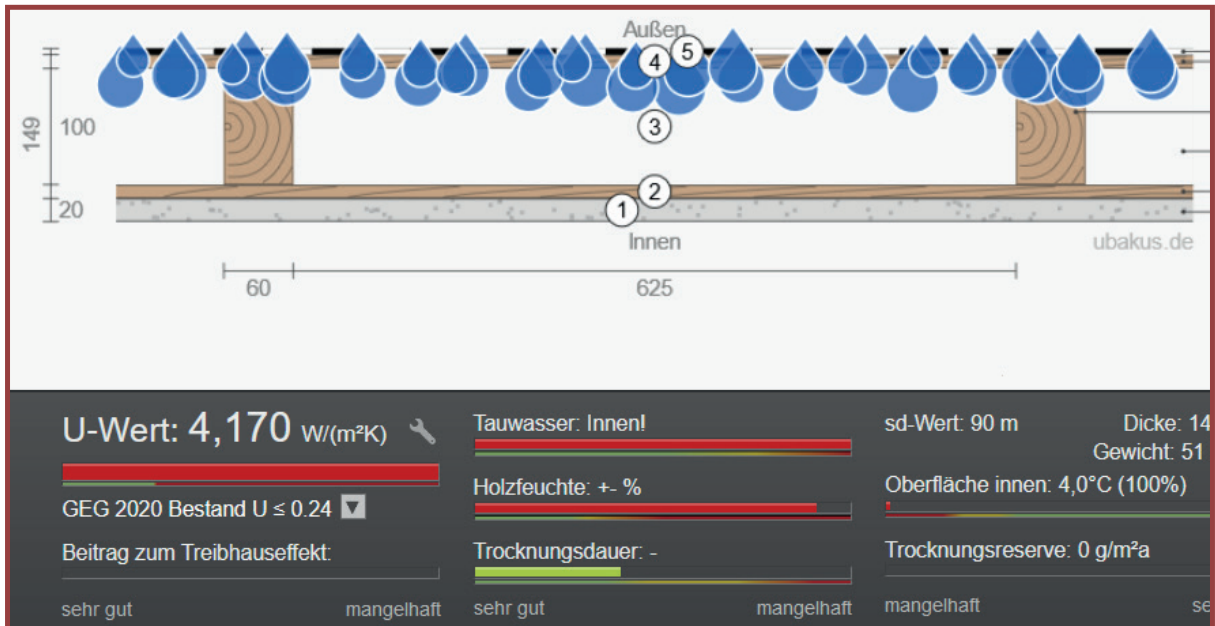 Außen
5
4
3
149
100
2
20
1
Innen
ubakus.de
60
625
U-Wert: 4,170 W/(m²K)
GEG 2020 Bestand U ≤ 0.24
Beitrag zum Treibhauseffekt:
sehr gut
mangelhaft
Tauwasser: Innen!
Holzfeuchte: +- %
Trocknungsdauer: -
sehr gut
mangelhaft
sd-Wert: 90 m
Dicke: 14
Gewicht: 51
Oberfläche innen: 4,0°C (100%)
Trocknungsreserve: 0 g/m²a
mangelhaft
se